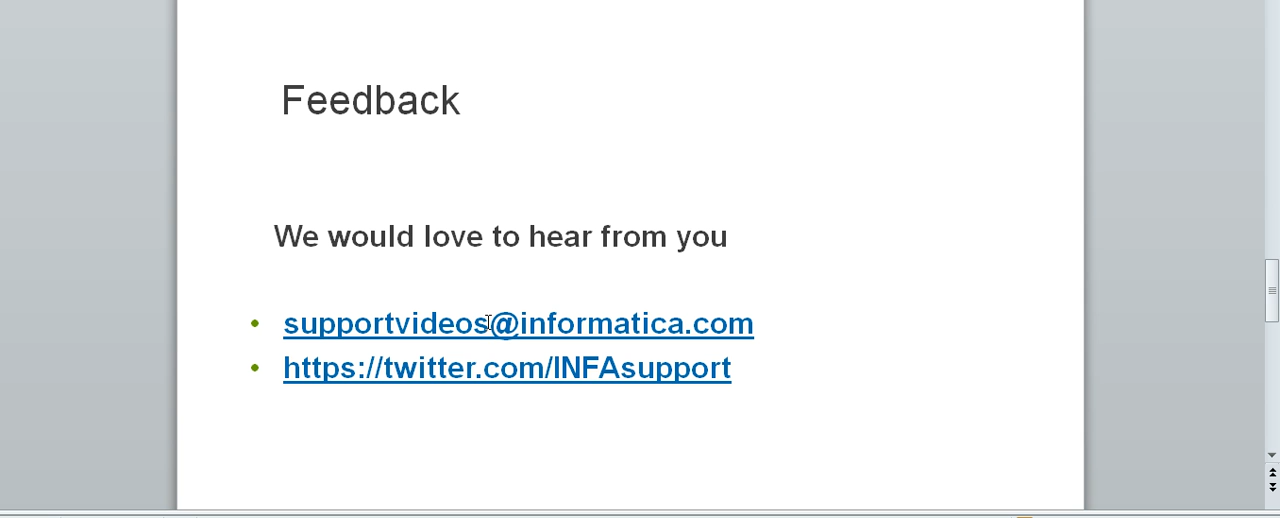 Feedback
We would love to hear from you
• supportvideos@informatica.com
• https://twitter.com/INFAsupport